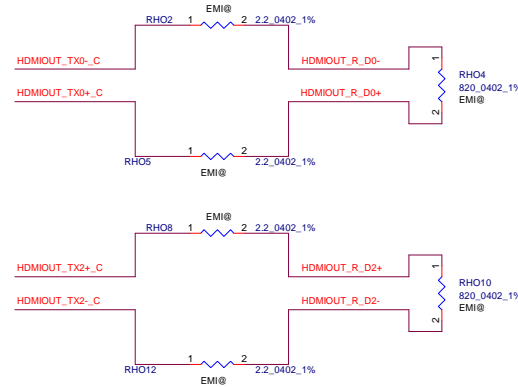 EMI@
RHO2 1 2 2.2_0402_1%
HDMIOUT_TX0-_C HDMIOUT_R_D0- 1
RHO4
820_0402_1%
EMI@
HDMIOUT_TX0+_C HDMIOUT_R_D0+ 2
1 2
RHO5 2.2_0402_1%
EMI@
EMI@
RHO8 1 2 2.2_0402_1%
HDMIOUT_TX2+_C HDMIOUT_R_D2+ 1
RHO10
820_0402_1%
EMI@
HDMIOUT_TX2-_C HDMIOUT_R_D2- 2
1 2
RHO12 2.2_0402_1%
EMI@